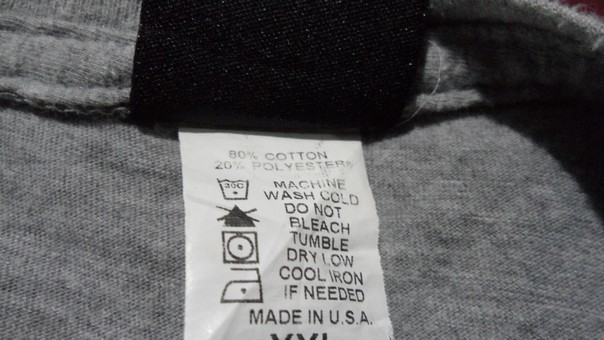 80% COTTON
20% POLYESTER
30C
MACHINE
WASH COLD
DO NOT
BLEACH
TUMBLE
DRY LOW
COOL IRON
IF NEEDED
MADE IN U.S.A.
XXL